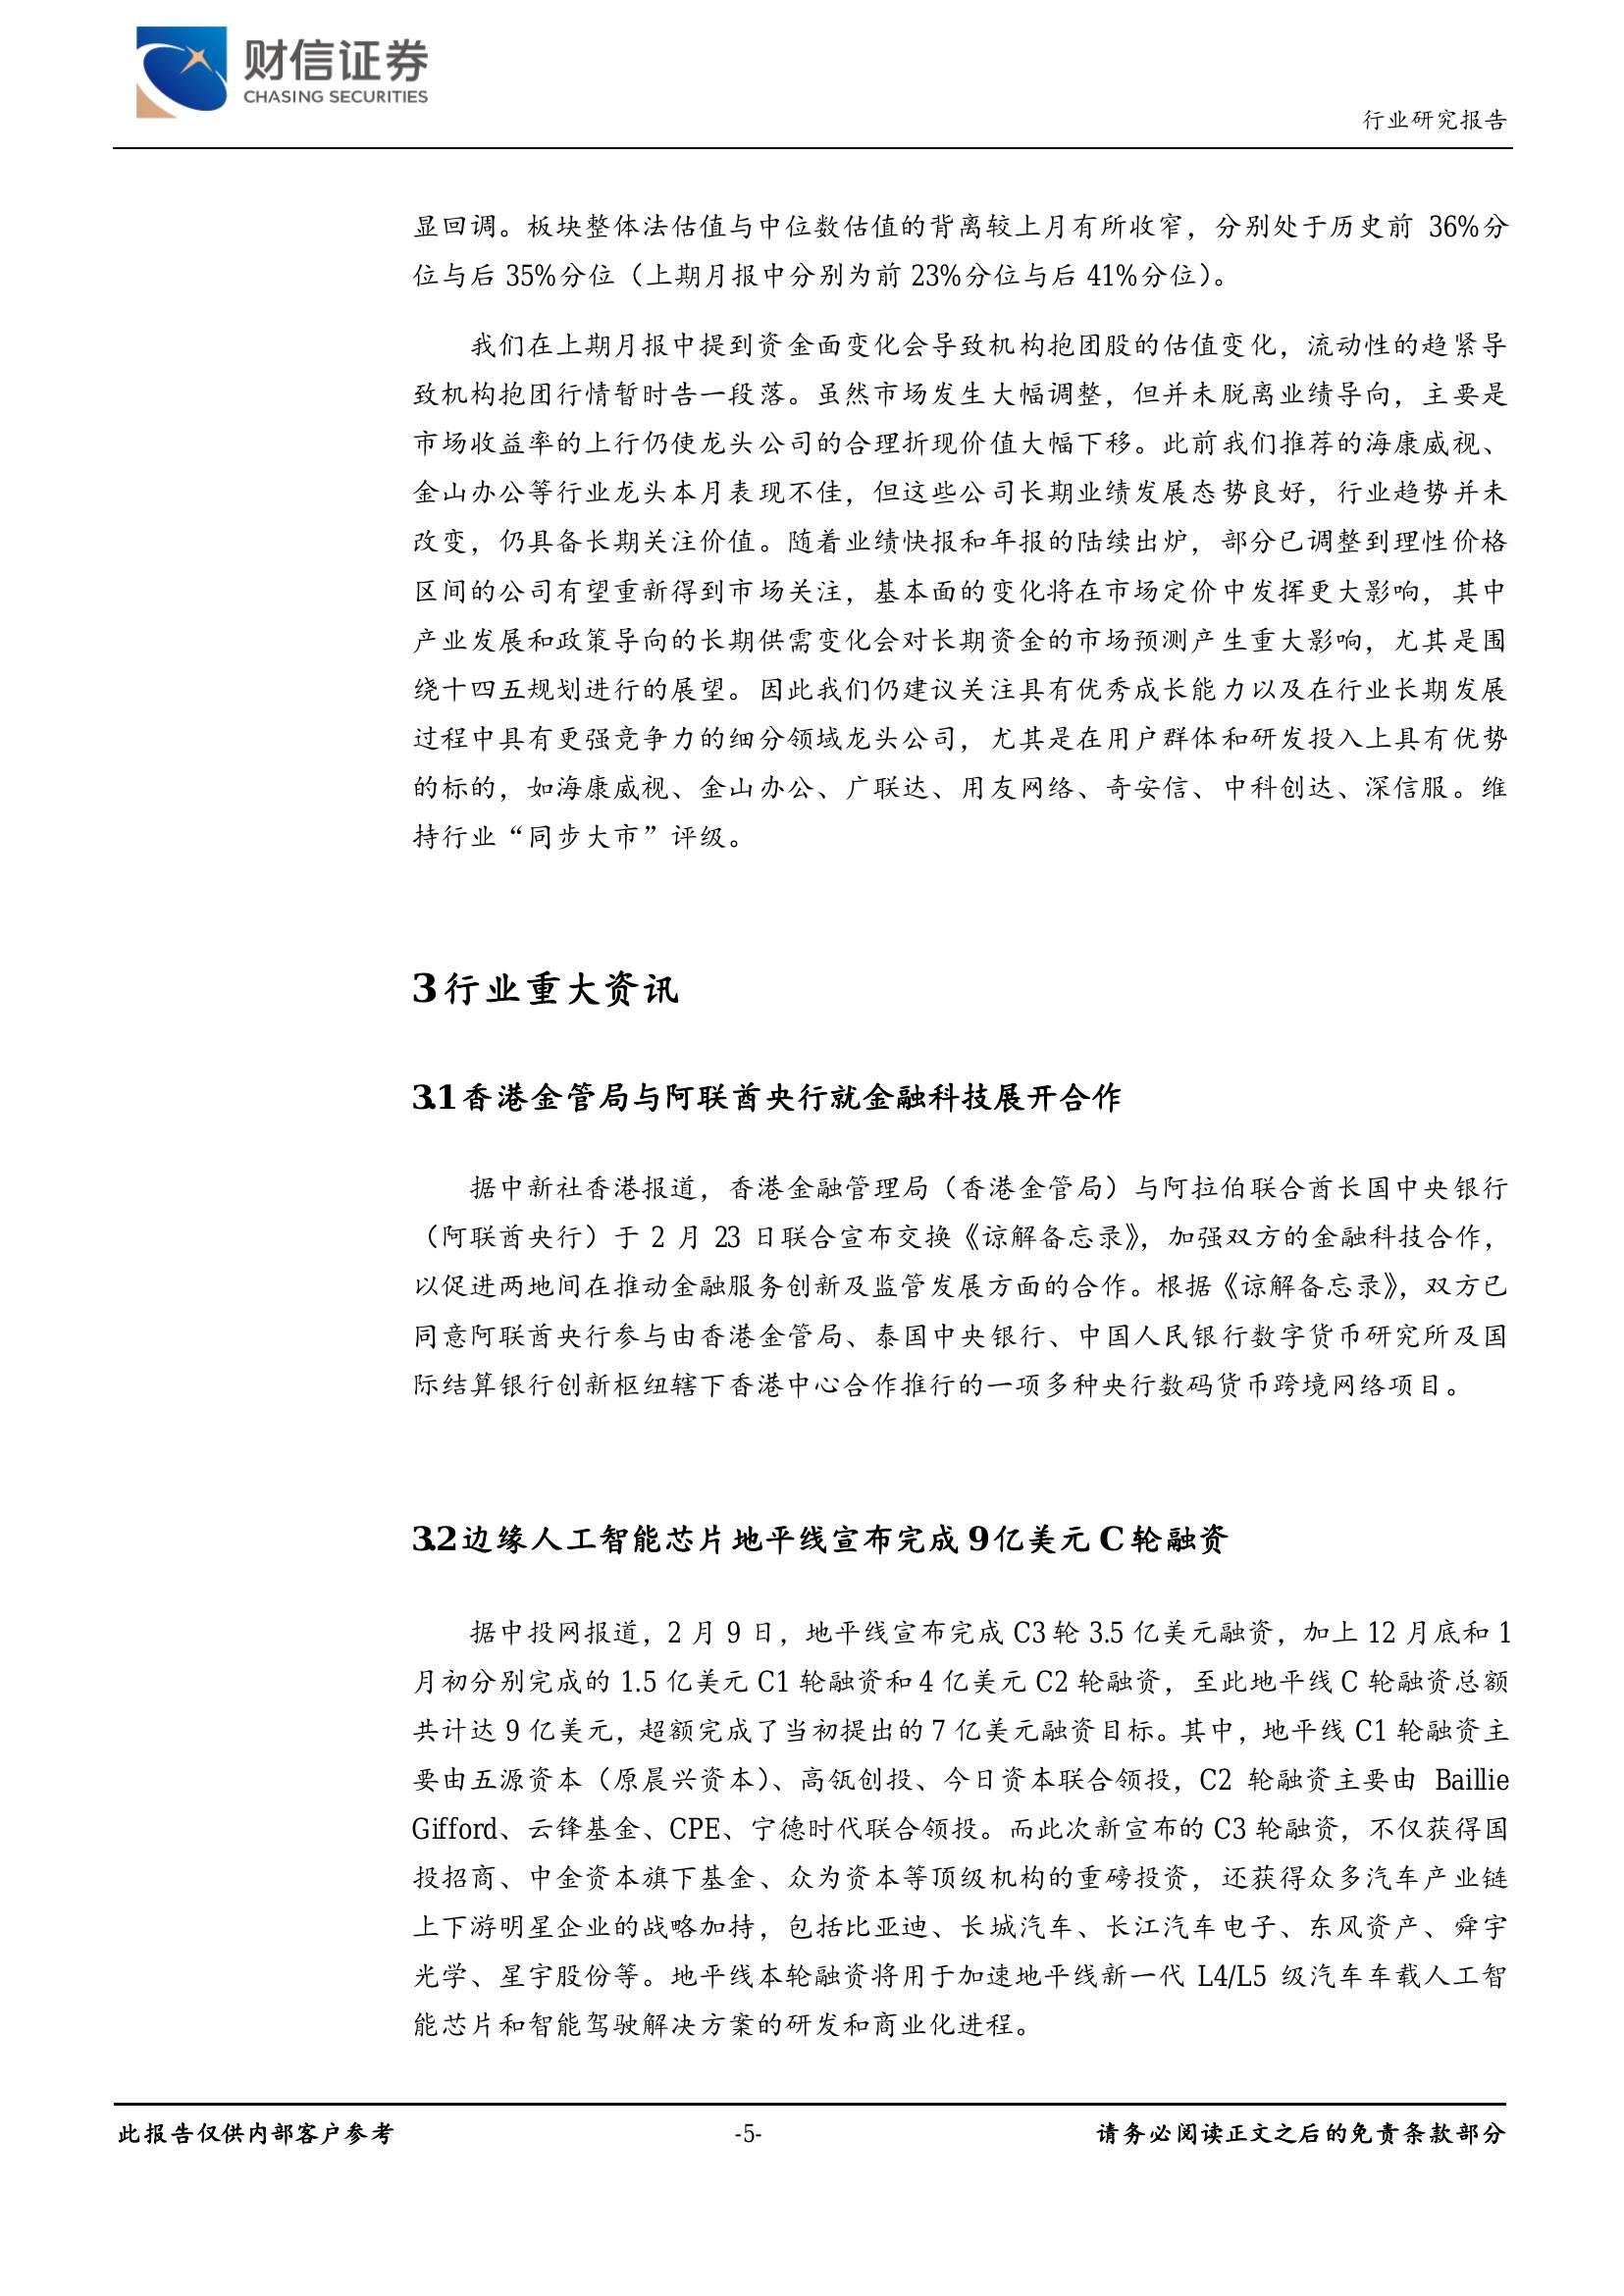 财信证券
CHASING SECURITIES
行业研究报告
显回调。板块整体法估值与中位数估值的背离较上月有所收窄，分别处于历史前 36%分
位与后 35%分位（上期月报中分别为前 23%分位与后 41%分位）。
我们在上期月报中提到资金面变化会导致机构抱团股的估值变化，流动性的趋紧导
致机构抱团行情暂时告一段落。虽然市场发生大幅调整，但并未脱离业绩导向，主要是
市场收益率的上行仍使龙头公司的合理折现价值大幅下移。此前我们推荐的海康威视、
金山办公等行业龙头本月表现不佳，但这些公司长期业绩发展态势良好，行业趋势并未
改变，仍具备长期关注价值。随着业绩快报和年报的陆续出炉，部分已调整到理性价格
区间的公司有望重新得到市场关注，基本面的变化将在市场定价中发挥更大影响，其中
产业发展和政策导向的长期供需变化会对长期资金的市场预测产生重大影响，尤其是围
绕十四五规划进行的展望。因此我们仍建议关注具有优秀成长能力以及在行业长期发展
过程中具有更强竞争力的细分领域龙头公司，尤其是在用户群体和研发投入上具有优势
的标的，如海康威视、金山办公、广联达、用友网络、奇安信、中科创达、深信服。维
持行业“同步大市”评级。
3 行业重大资讯
3.1 香港金管局与阿联酋央行就金融科技展开合作
据中新社香港报道，香港金融管理局（香港金管局）与阿拉伯联合酋长国中央银行
（阿联酋央行）于 2 月 23 日联合宣布交换《谅解备忘录》，加强双方的金融科技合作，
以促进两地间在推动金融服务创新及监管发展方面的合作。根据《谅解备忘录》，双方已
同意阿联酋央行参与由香港金管局、泰国中央银行、中国人民银行数字货币研究所及国
际结算银行创新枢纽辖下香港中心合作推行的一项多种央行数码货币跨境网络项目。
3.2 边缘人工智能芯片地平线宣布完成 9 亿美元 C 轮融资
据中投网报道，2 月 9 日，地平线宣布完成 C3 轮 3.5 亿美元融资，加上 12 月底和 1
月初分别完成的 1.5 亿美元 C1 轮融资和 4 亿美元 C2 轮融资，至此地平线 C 轮融资总额
共计达 9 亿美元，超额完成了当初提出的 7 亿美元融资目标。其中，地平线 C1 轮融资主
要由五源资本（原晨兴资本）、高瓴创投、今日资本联合领投，C2 轮融资主要由 Baillie
Gifford、云锋基金、CPE、宁德时代联合领投。而此次新宣布的 C3 轮融资，不仅获得国
投招商、中金资本旗下基金、众为资本等顶级机构的重磅投资，还获得众多汽车产业链
上下游明星企业的战略加持，包括比亚迪、长城汽车、长江汽车电子、东风资产、舜宇
光学、星宇股份等。地平线本轮融资将用于加速地平线新一代 L4/L5 级汽车车载人工智
能芯片和智能驾驶解决方案的研发和商业化进程。
此报告仅供内部客户参考
-5-
请务必阅读正文之后的免责条款部分